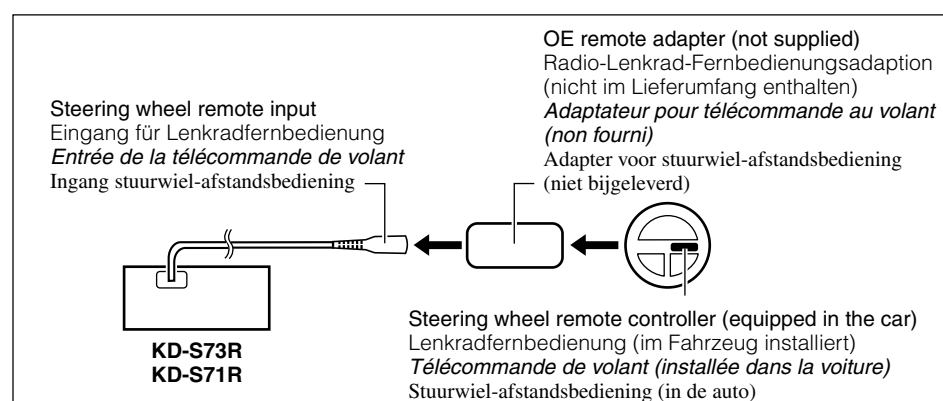 OE remote adapter (not supplied)
Radio-Lenkrad-Fernbedienungsadaption
(nicht im Lieferumfang enthalten)
Adaptateur pour télécommande au volant
(non fourni)
Adapter voor stuurwiel-afstandsbediening
(niet bijgeleverd)
Steering wheel remote input
Eingang für Lenkradfernbedienung
Entrée de la télécommande de volant
Ingang stuurwiel-afstandsbediening
KD-S73R
KD-S71R
Steering wheel remote controller (equipped in the car)
Lenkradfernbedienung (im Fahrzeug installiert)
Télécommande de volant (installée dans la voiture)
Stuurwiel-afstandsbediening (in de auto)